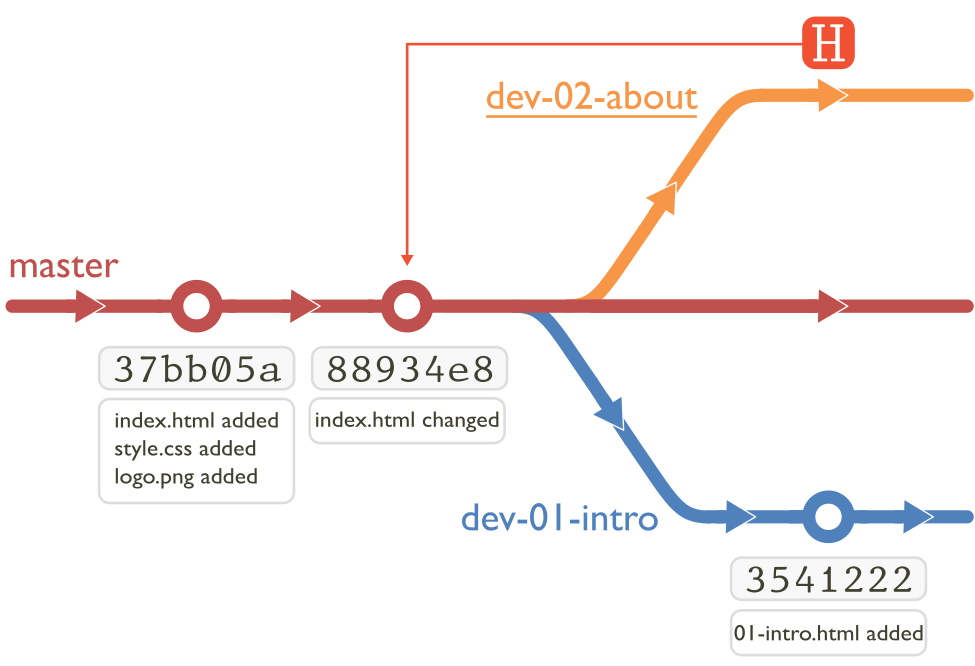 H
dev-02-about
master
37bb05a
index.html added
style.css added
logo.png added
88934e8
index.html changed
dev-01-intro
3541222
01-intro.html added